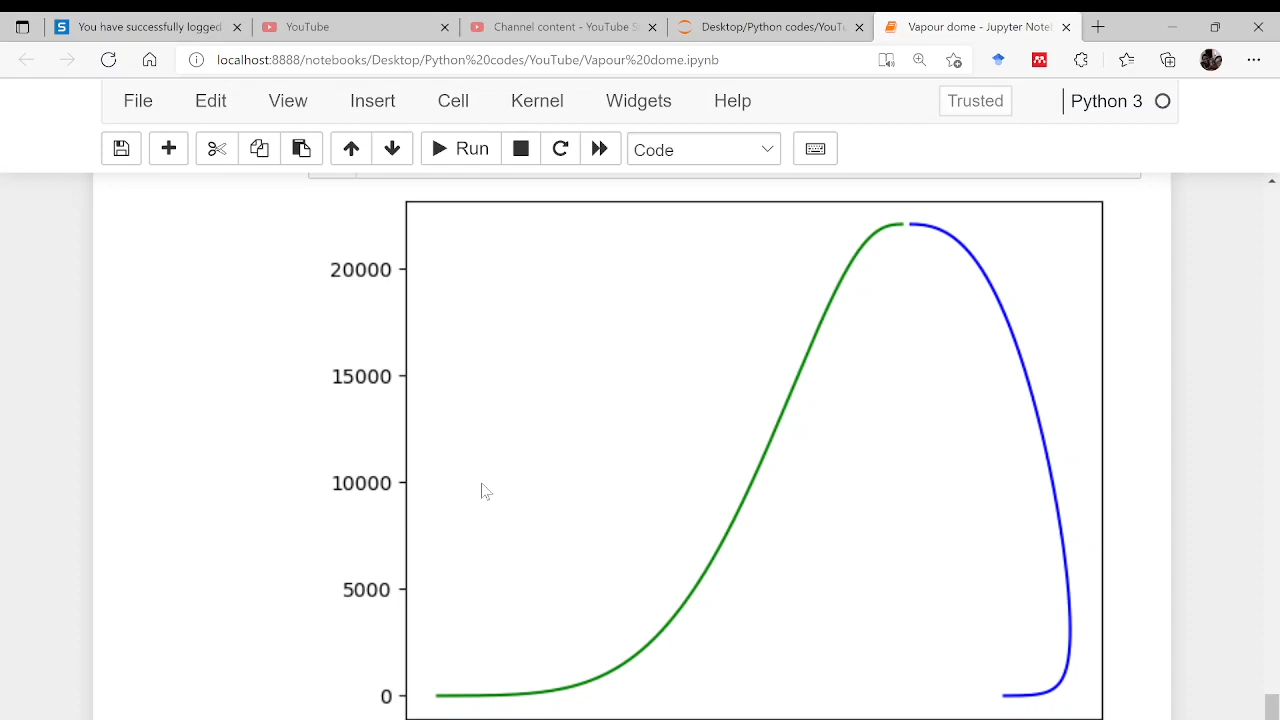 You have successfully logged
YouTube
Channel content - YouTube S
Desktop/Python codes/YouTu
Vapour dome - Jupyter Note
localhost:8888/notebooks/Desktop/Python%20codes/YouTube/Vapour%20dome.ipynb
File Edit View Insert Cell Kernel Widgets Help Trusted Python 3
Run Code
20000
15000
10000
5000
0